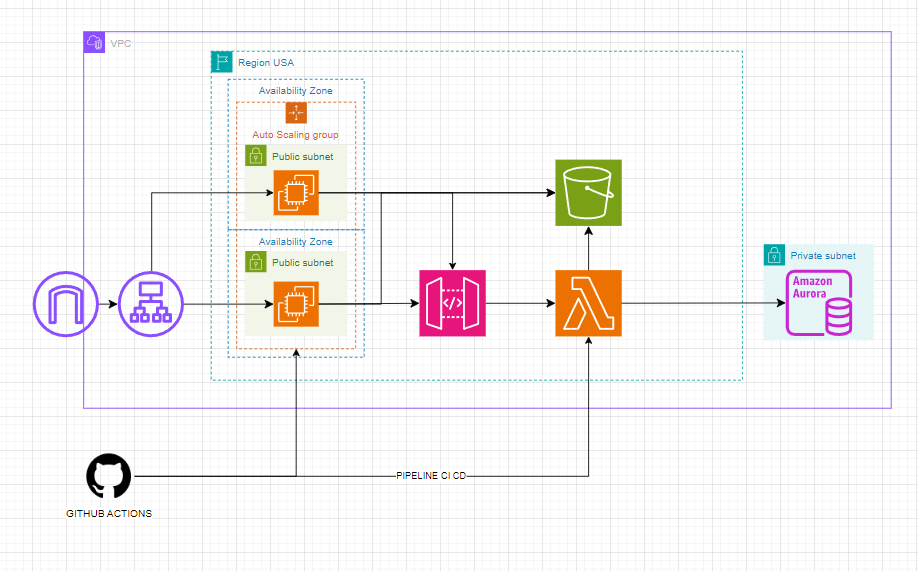 VPC
Region USA
Availability Zone
Auto Scaling group
Public subnet
Availability Zone
Public subnet
Private subnet
Amazon
Aurora
PIPELINE CI CD
GITHUB ACTIONS